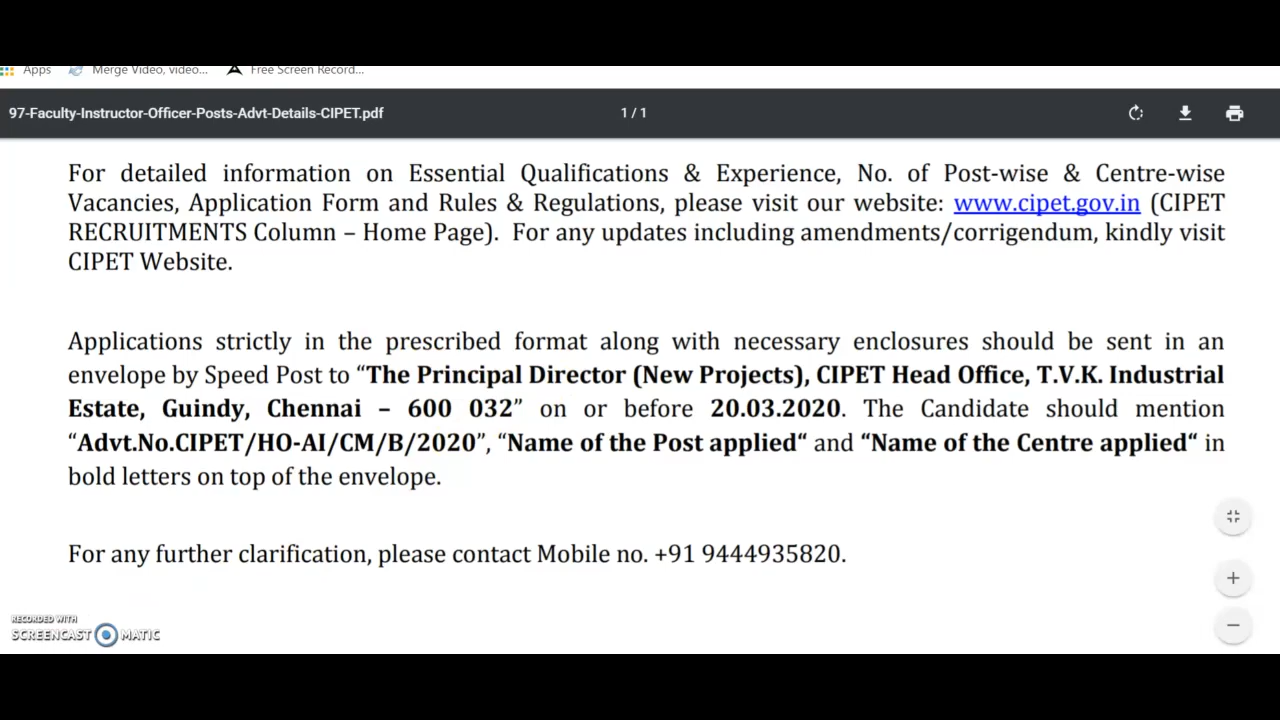 Apps Merge Video, video... Free Screen Record...
97-Faculty-Instructor-Officer-Posts-Advt-Details-CIPET.pdf 1 / 1
For detailed information on Essential Qualifications & Experience, No. of Post-wise & Centre-wise
Vacancies, Application Form and Rules & Regulations, please visit our website: www.cipet.gov.in (CIPET
RECRUITMENTS Column – Home Page). For any updates including amendments/corrigendum, kindly visit
CIPET Website.
Applications strictly in the prescribed format along with necessary enclosures should be sent in an
envelope by Speed Post to “The Principal Director (New Projects), CIPET Head Office, T.V.K. Industrial
Estate, Guindy, Chennai – 600 032” on or before 20.03.2020. The Candidate should mention
“Advt.No.CIPET/HO-AI/CM/B/2020”, “Name of the Post applied“ and “Name of the Centre applied“ in
bold letters on top of the envelope.
For any further clarification, please contact Mobile no. +91 9444935820.
RECORDED WITH
SCREENCAST MATIC